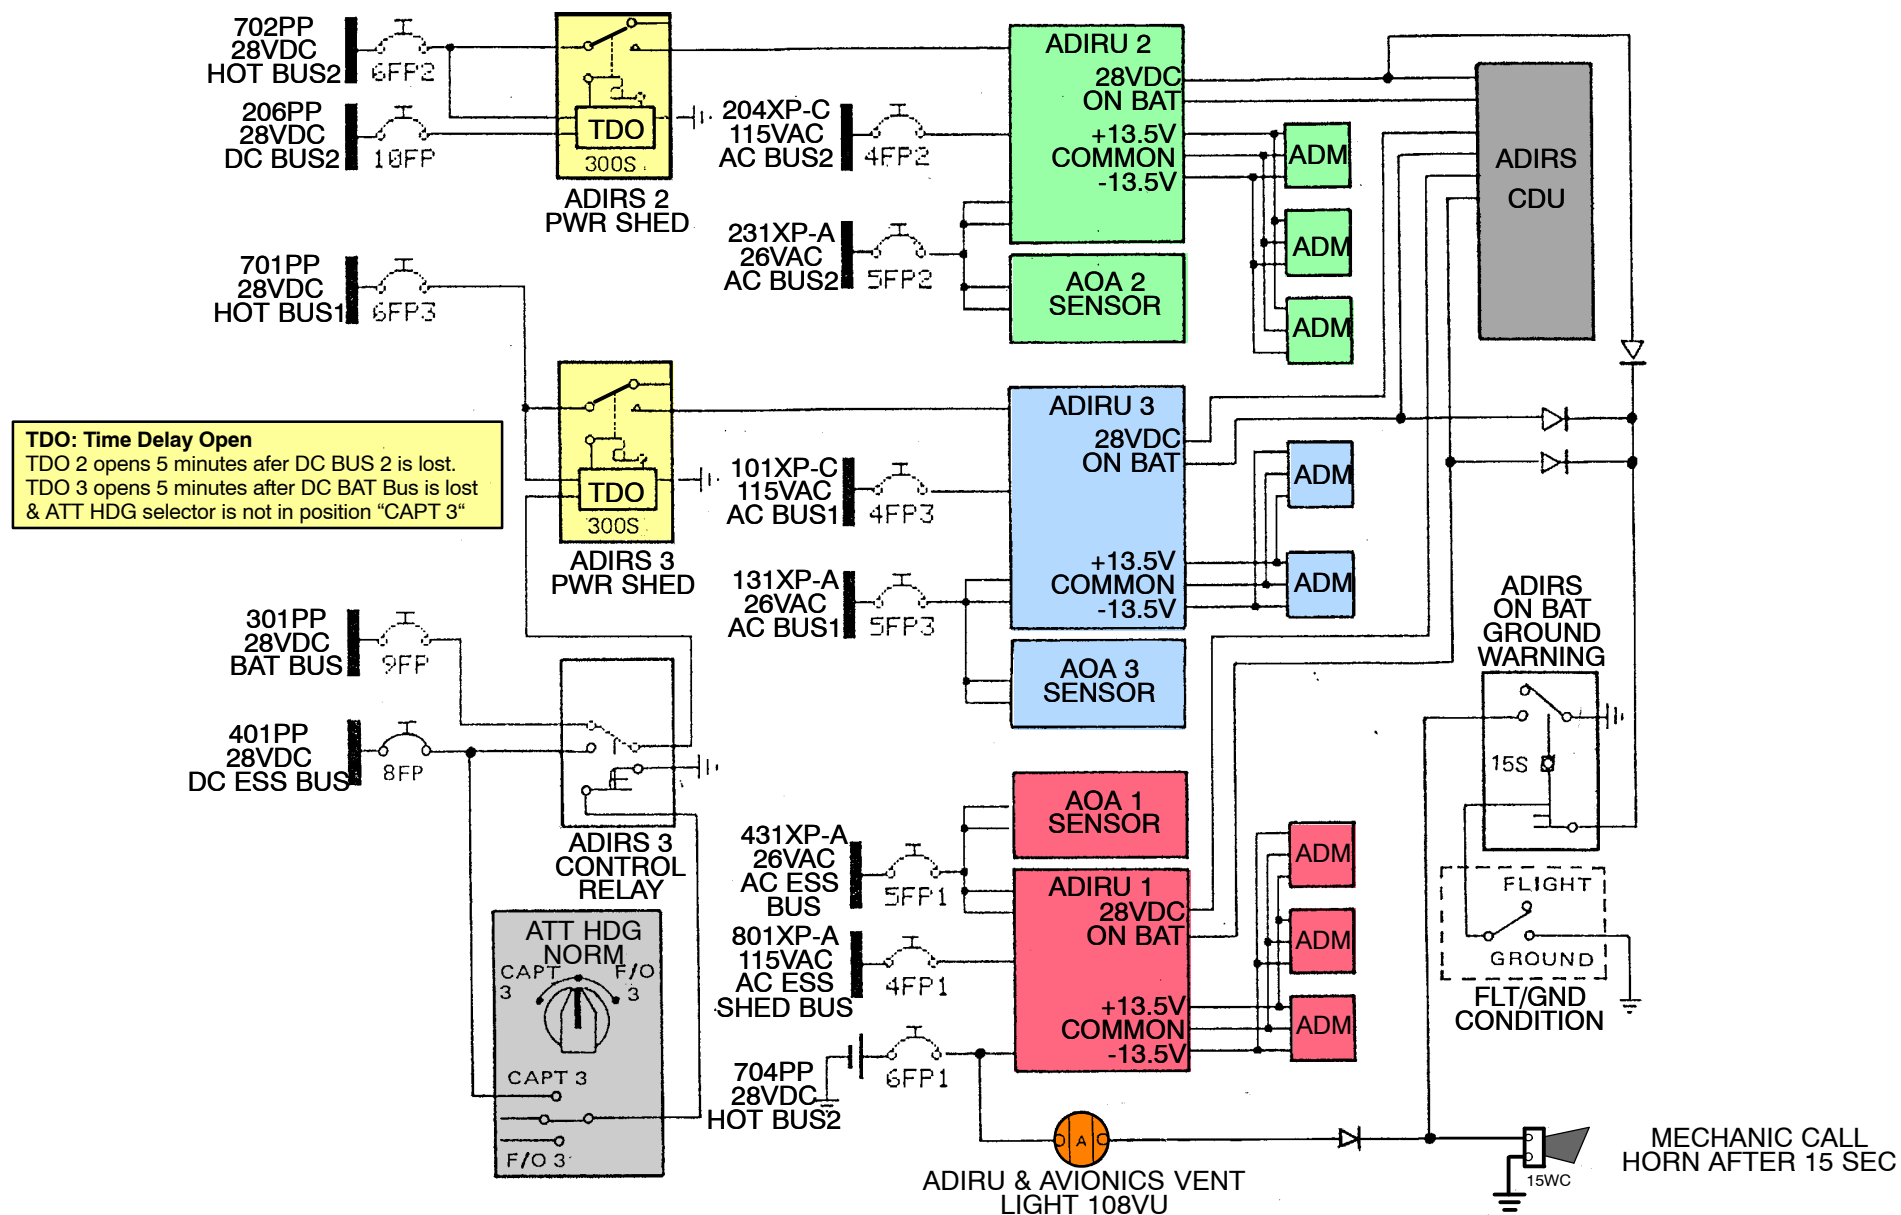 702PP
28VDC
HOT BUS2
6FP2
206PP
28VDC
DC BUS2
10FP
TDO
300S
ADIRS 2
PWR SHED
204XP-C
115VAC
AC BUS2
4FP2
231XP-A
26VAC
AC BUS2
5FP2
ADIRU 2
28VDC
ON BAT
+13.5V
COMMON
-13.5V
AOA 2
SENSOR
ADM
ADM
ADM
ADIRS
CDU
701PP
28VDC
HOT BUS1
6FP3
TDO: Time Delay Open
TDO 2 opens 5 minutes afer DC BUS 2 is lost.
TDO 3 opens 5 minutes after DC BAT Bus is lost
& ATT HDG selector is not in position “CAPT 3“
TDO
300S
ADIRS 3
PWR SHED
101XP-C
115VAC
AC BUS1
4FP3
131XP-A
26VAC
AC BUS1
5FP3
ADIRU 3
28VDC
ON BAT
+13.5V
COMMON
-13.5V
AOA 3
SENSOR
ADM
ADM
301PP
28VDC
BAT BUS
9FP
401PP
28VDC
DC ESS BUS
8FP
ADIRS 3
CONTROL
RELAY
ATT HDG
NORM
CAPT
3
F/O
3
CAPT 3
F/O 3
431XP-A
26VAC
AC ESS
BUS
5FP1
801XP-A
115VAC
AC ESS
SHED BUS
4FP1
704PP
28VDC
HOT BUS2
6FP1
AOA 1
SENSOR
ADIRU 1
28VDC
ON BAT
+13.5V
COMMON
-13.5V
ADM
ADM
ADM
ADIRS
ON BAT
GROUND
WARNING
15S
FLIGHT
GROUND
FLT/GND
CONDITION
A
ADIRU & AVIONICS VENT
LIGHT 108VU
15WC
MECHANIC CALL
HORN AFTER 15 SEC